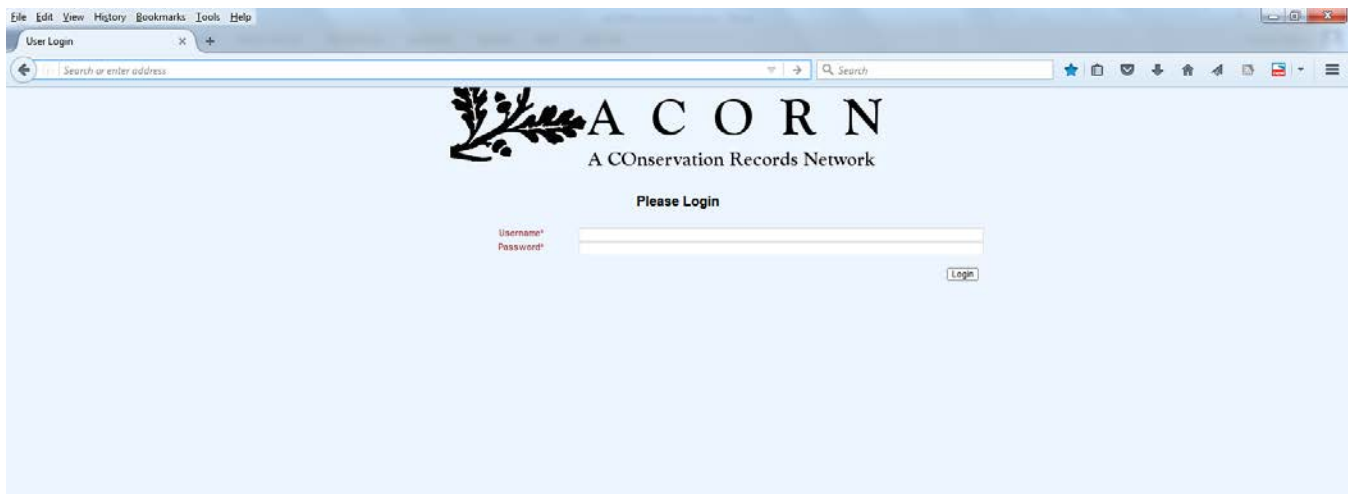 File Edit View History Bookmarks Tools Help
User Login
Search or enter address
Search
A C O R N
A COnservation Records Network
Please Login
Username*
Password*
Login